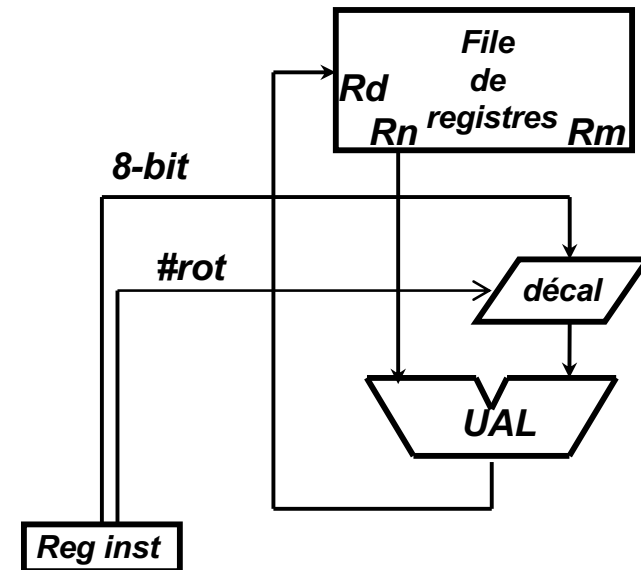 File
de
registres
Rd
Rn
Rm
8-bit
#rot
décal
UAL
Reg inst